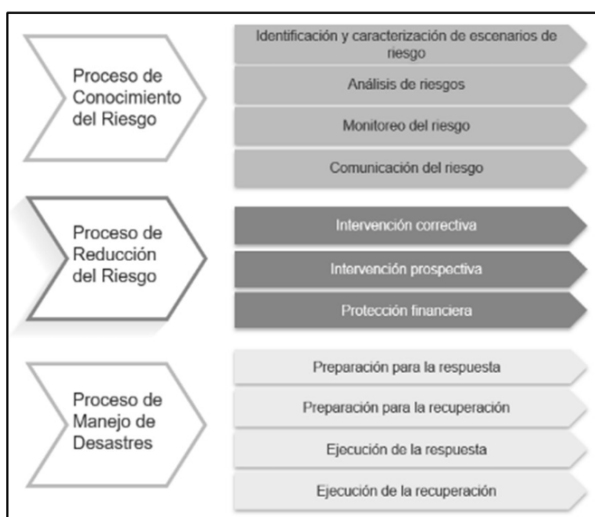 Proceso de
Conocimiento
del Riesgo
Identificación y caracterización de escenarios de
riesgo
Análisis de riesgos
Monitoreo del riesgo
Comunicación del riesgo
Proceso de
Reducción
del Riesgo
Intervención correctiva
Intervención prospectiva
Protección financiera
Proceso de
Manejo de
Desastres
Preparación para la respuesta
Preparación para la recuperación
Ejecución de la respuesta
Ejecución de la recuperación